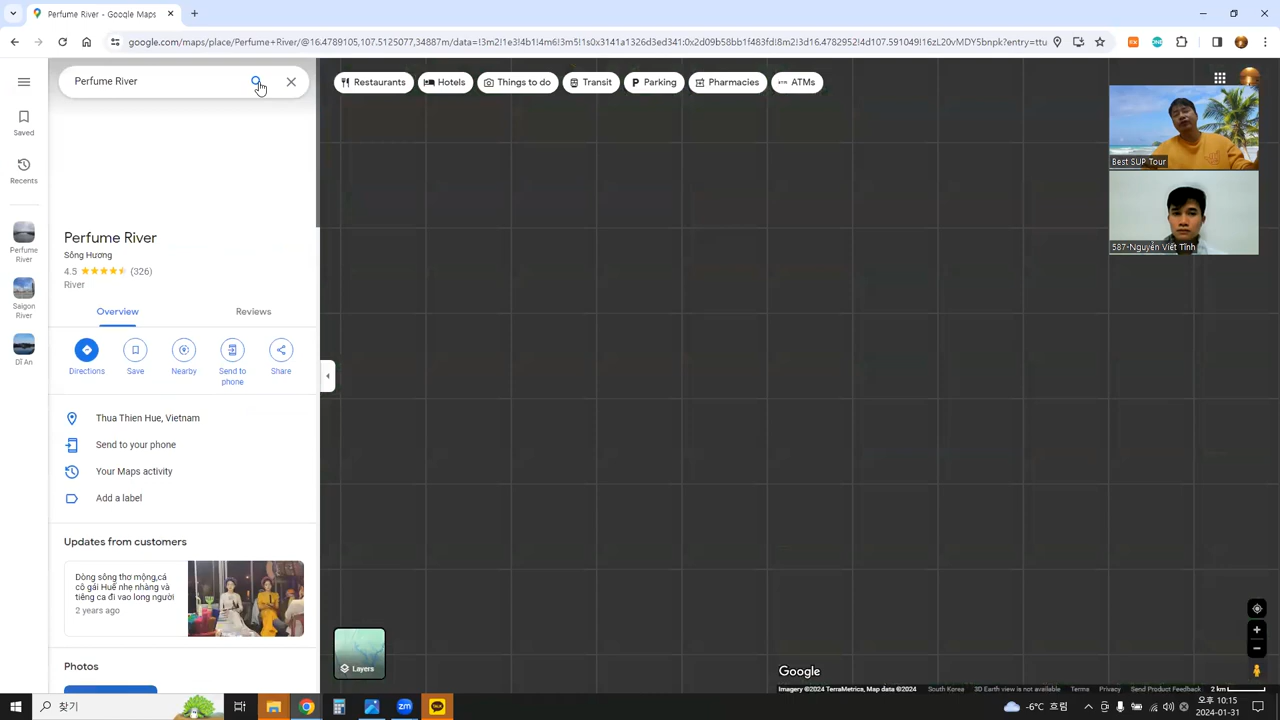 Perfume River - Google Maps
google.com/maps/place/Perfume+River/@16.4789105,107.5125077,34887m/data=!3m2!1e3!4b1!4m6!3m5!1s0x3141a1326d3ed341:0x2d09b58bb1f483fd!8m2!3d16.4782952!4d107.591049!16zL20vMDY5bnpk?entry=ttu
Perfume River
Restaurants
Hotels
Things to do
Transit
Parking
Pharmacies
ATMs
Saved
Recents
Perfume
River
Saigon
River
Dĩ An
Perfume River
Sông Hương
4.5 (326)
River
Overview
Reviews
Directions
Save
Nearby
Send to
phone
Share
Thua Thien Hue, Vietnam
Send to your phone
Your Maps activity
Add a label
Updates from customers
Dòng sông thơ mộng,cá
cô gái Huế nhẹ nhàng và
tiếng ca đi vao long người
2 years ago
Photos
Best SUP Tour
587-Nguyễn Viết Tĩnh
Layers
Google
Imagery ©2024 TerraMetrics, Map data ©2024 South Korea 3D Earth view is not available Terms Privacy Send Product Feedback 2 km
찾기
-6°C 흐림
오후 10:15
2024-01-31